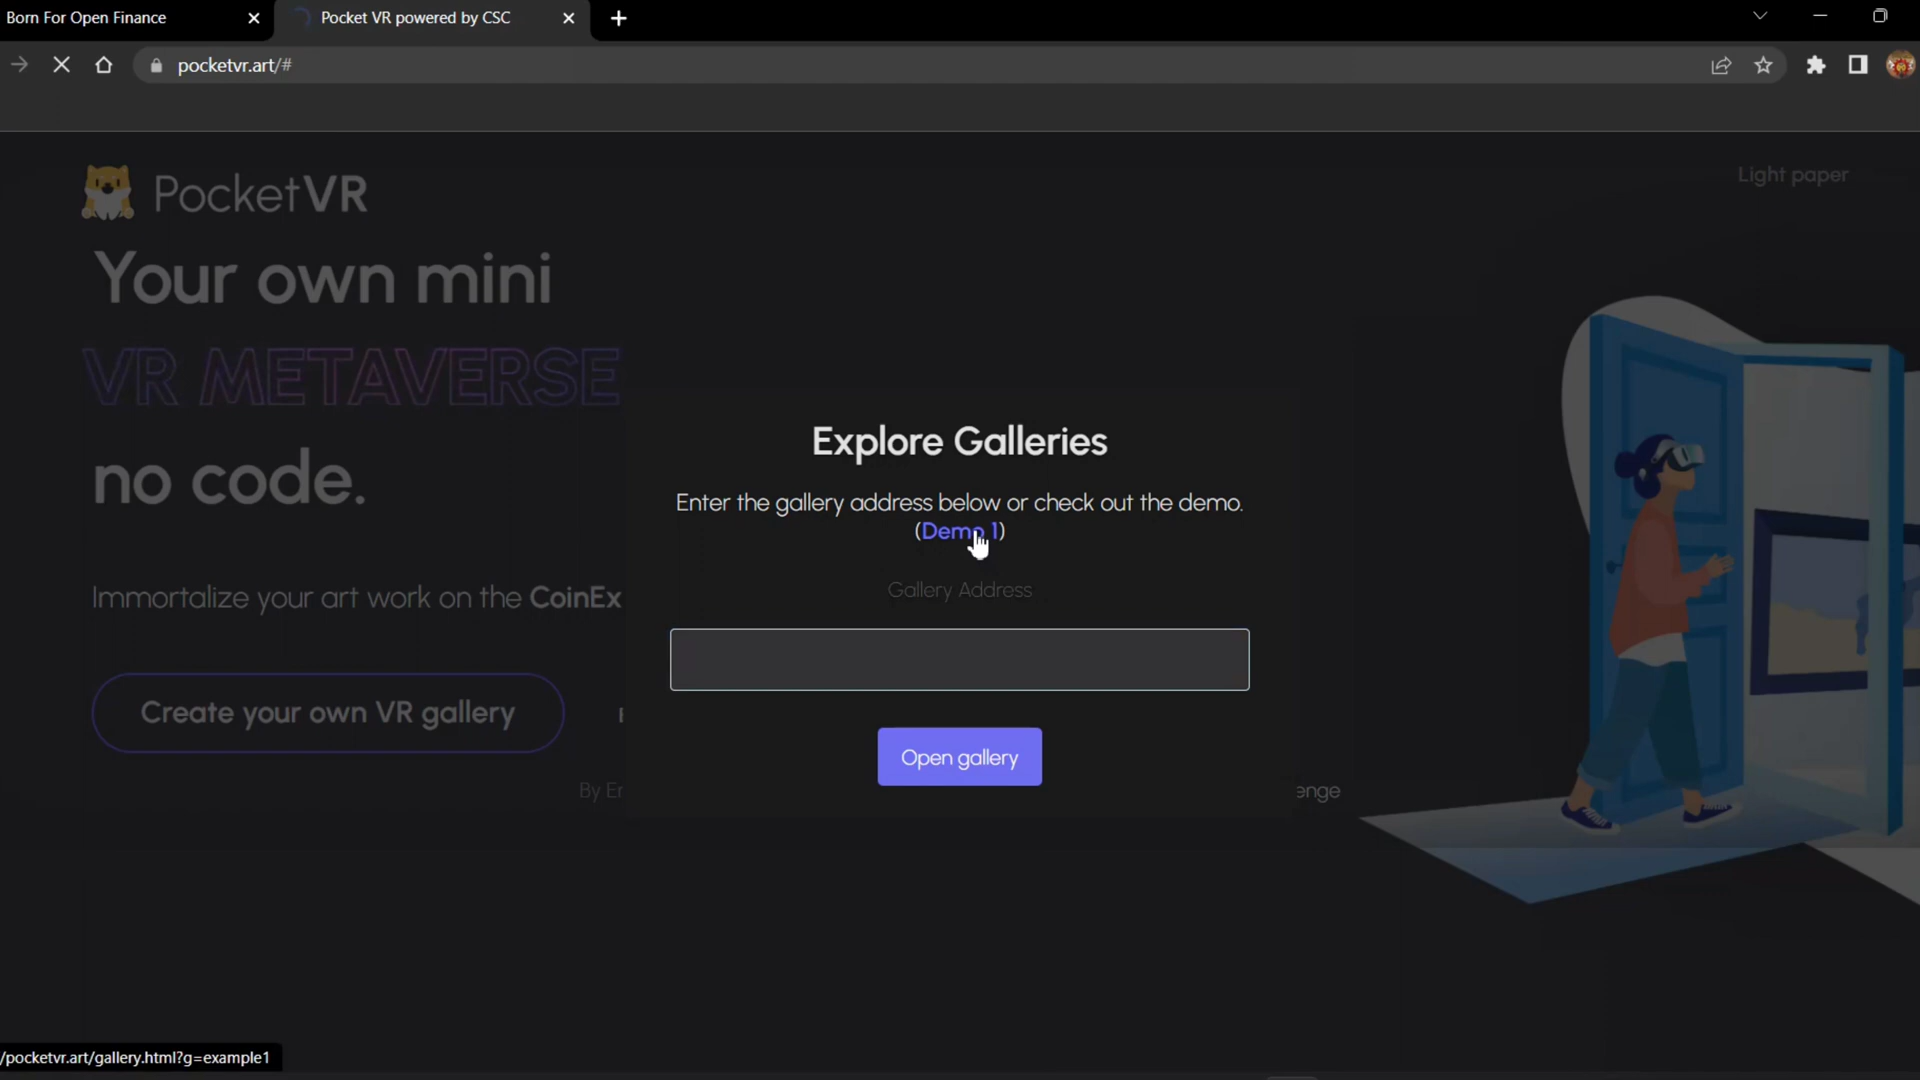 Born For Open Finance
Pocket VR powered by CSC
pocketvr.art/#
PocketVR
Light paper
Your own mini
VR METAVERSE
no code.
Immortalize your art work on the CoinEx
Create your own VR gallery
Explore Galleries
Enter the gallery address below or check out the demo.
(Demo 1)
Gallery Address
Open gallery
By
/pocketvr.art/gallery.html?g=example1